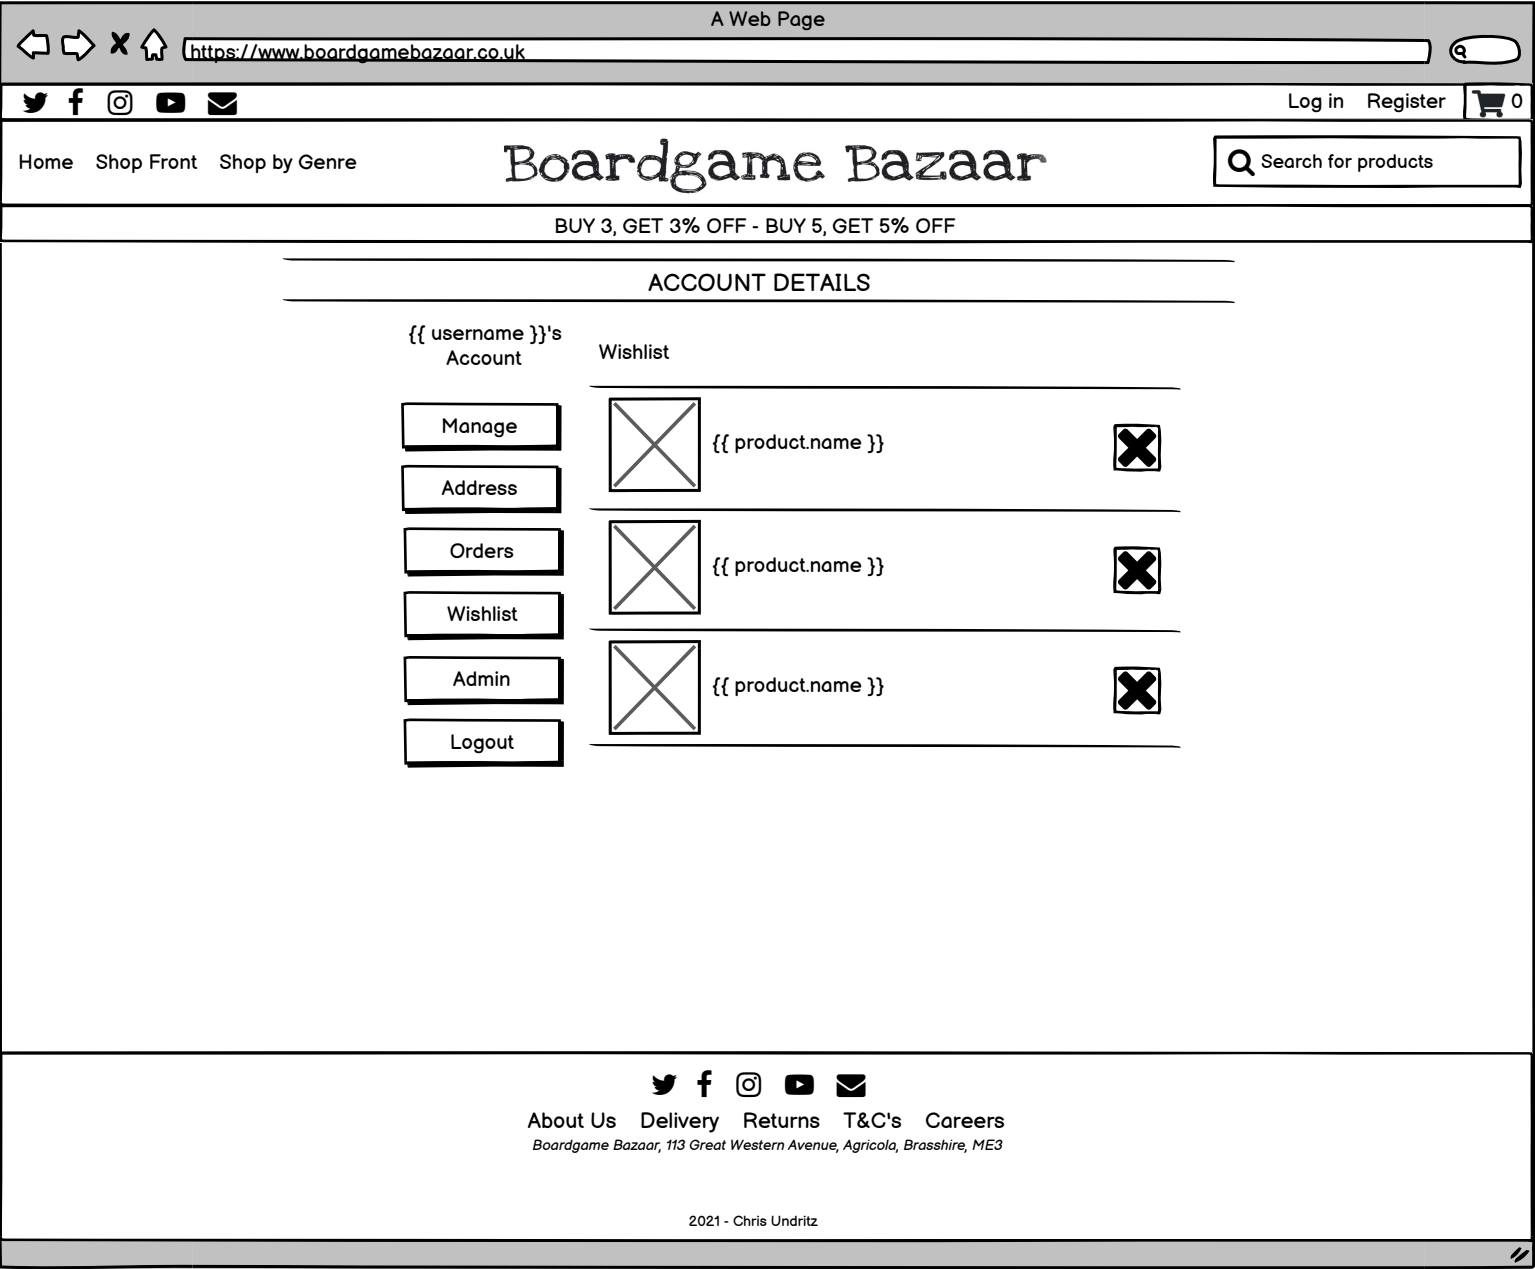 A Web Page
https://www.boardgamebazaar.co.uk
Log in Register 0
Home Shop Front Shop by Genre
Boardgame Bazaar
Search for products
BUY 3, GET 3% OFF - BUY 5, GET 5% OFF
ACCOUNT DETAILS
{{ username }}'s
Account
Manage
Address
Orders
Wishlist
Admin
Logout
Wishlist
{{ product.name }}
{{ product.name }}
{{ product.name }}
About Us Delivery Returns T&C's Careers
Boardgame Bazaar, 113 Great Western Avenue, Agricola, Brasshire, ME3
2021 - Chris Undritz